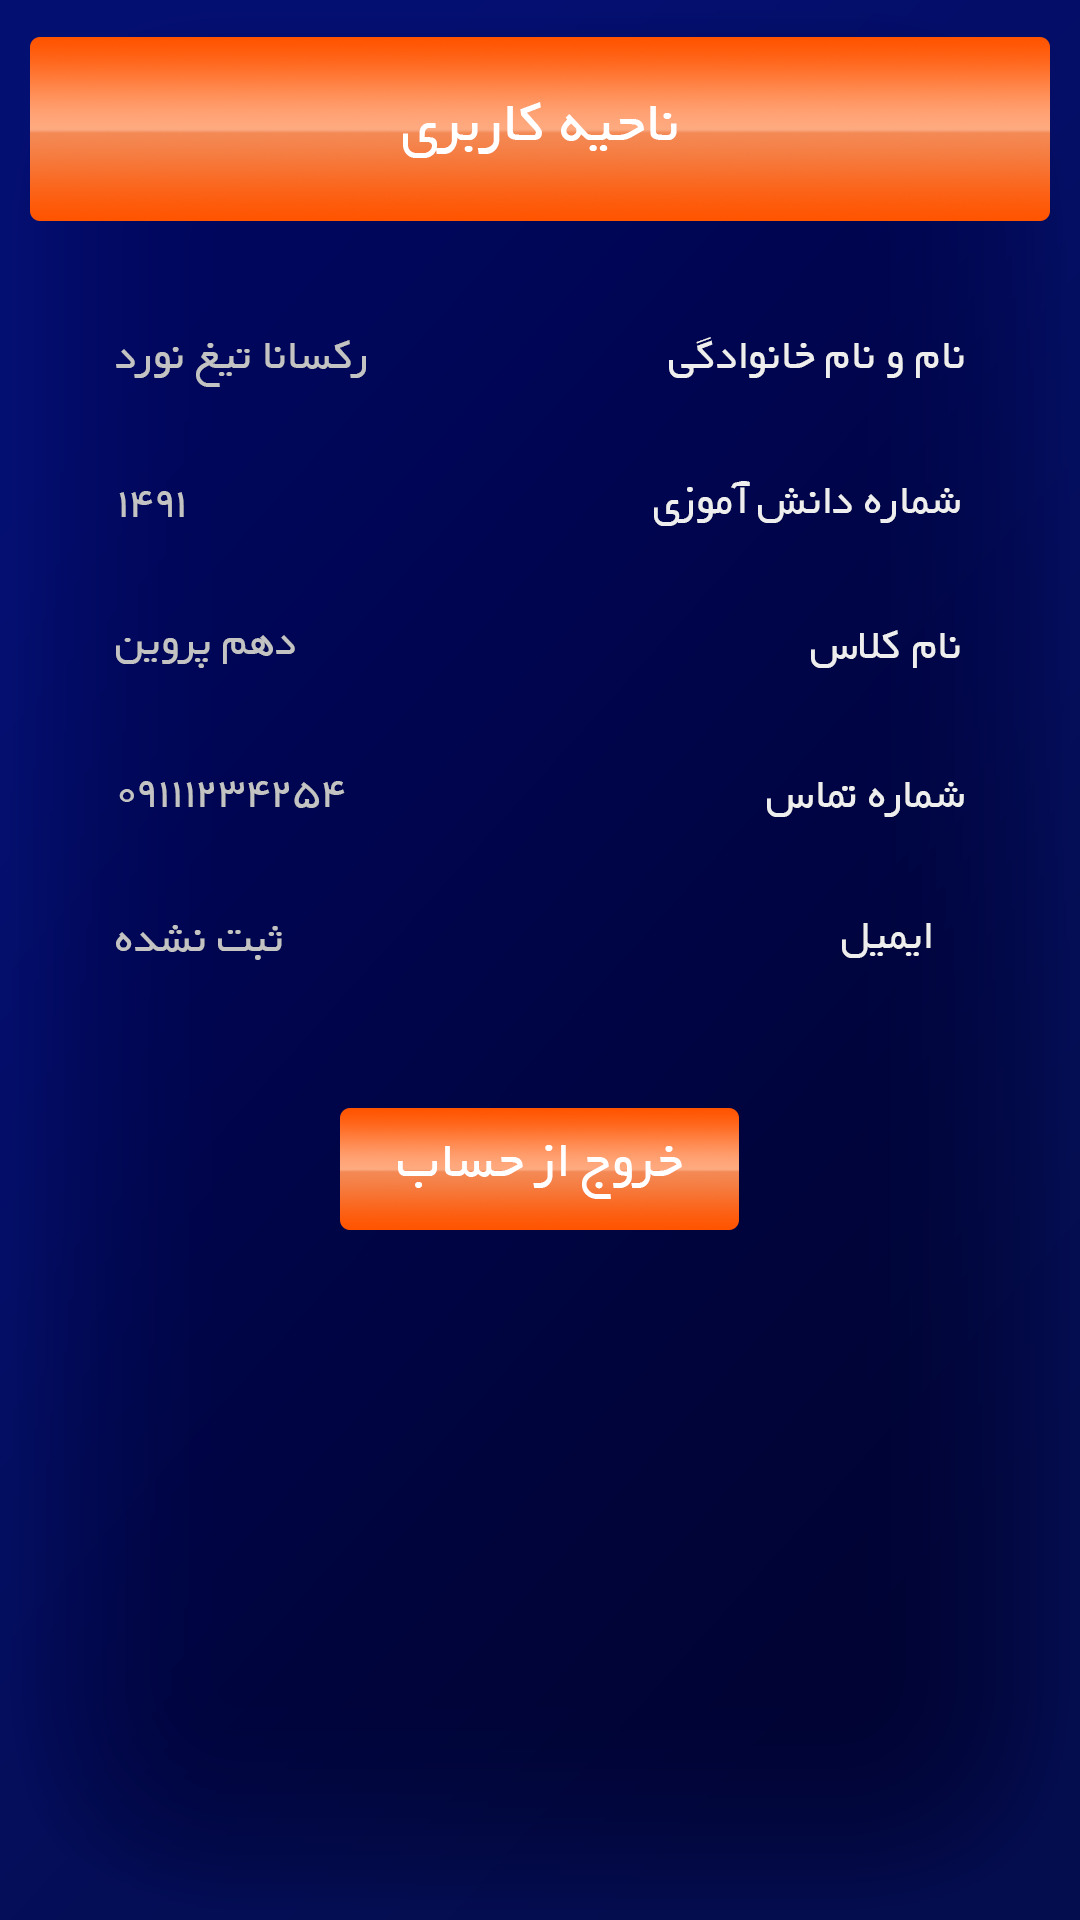 ناحیه کاربری
نام و نام خانوادگی رکسانا تیغ نورد
شماره دانش آموزی ۱۴۹۱
نام کلاس دهم پروین
شماره تماس ۰۹۱۱۱۲۳۴۲۵۴
ایمیل ثبت نشده
خروج از حساب